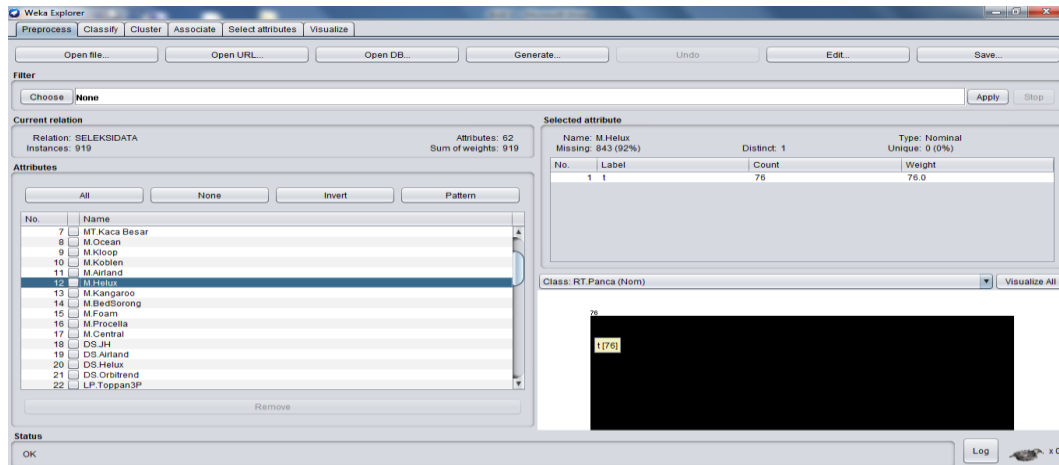 Weka Explorer
Preprocess Classify Cluster Associate Select attributes Visualize
Open file... Open URL... Open DB... Generate... Undo Edit... Save...
Filter
Choose None Apply Stop
Current relation
Relation: SELEKSIDATA Attributes: 62
Instances: 919 Sum of weights: 919
Attributes
All None Invert Pattern
No. Name
7 MT.Kaca Besar
8 M.Ocean
9 M.Kloop
10 M.Koblen
11 M.Airland
12 M.Helux
13 M.Kangaroo
14 M.BedSorong
15 M.Foam
16 M.Procella
17 M.Central
18 DS.JH
19 DS.Airland
20 DS.Helux
21 DS.Orbitrend
22 LP.Toppan3P
Remove
Selected attribute
Name: M.Helux Type: Nominal
Missing: 843 (92%) Distinct: 1 Unique: 0 (0%)
No. Label Count Weight
1 t 76 76.0
Class: RT.Panca (Nom) Visualize All
76
t [76]
Status
OK Log x 0